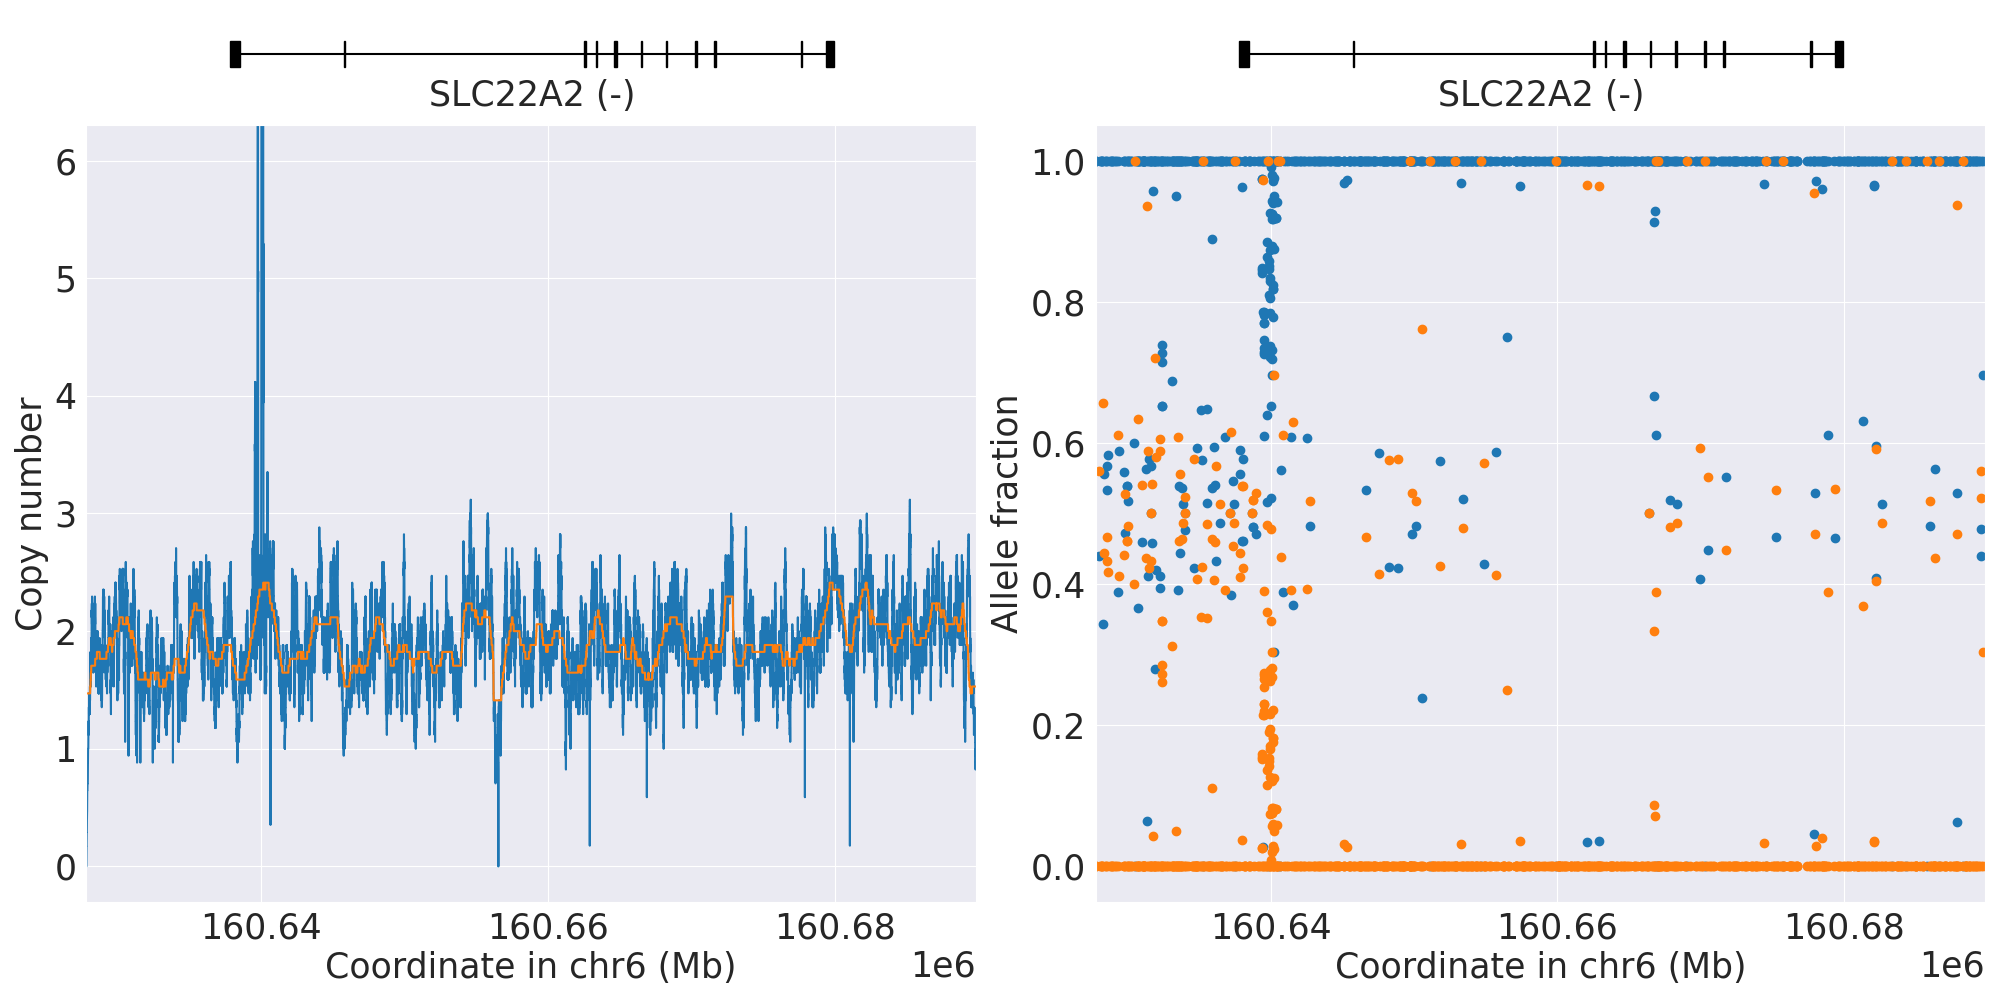 SLC22A2 (-)
6
5
4
3
2
1
0
Copy number
160.64 160.66 160.68
Coordinate in chr6 (Mb) 1e6
SLC22A2 (-)
1.0
0.8
0.6
0.4
0.2
0.0
Allele fraction
160.64 160.66 160.68
Coordinate in chr6 (Mb) 1e6